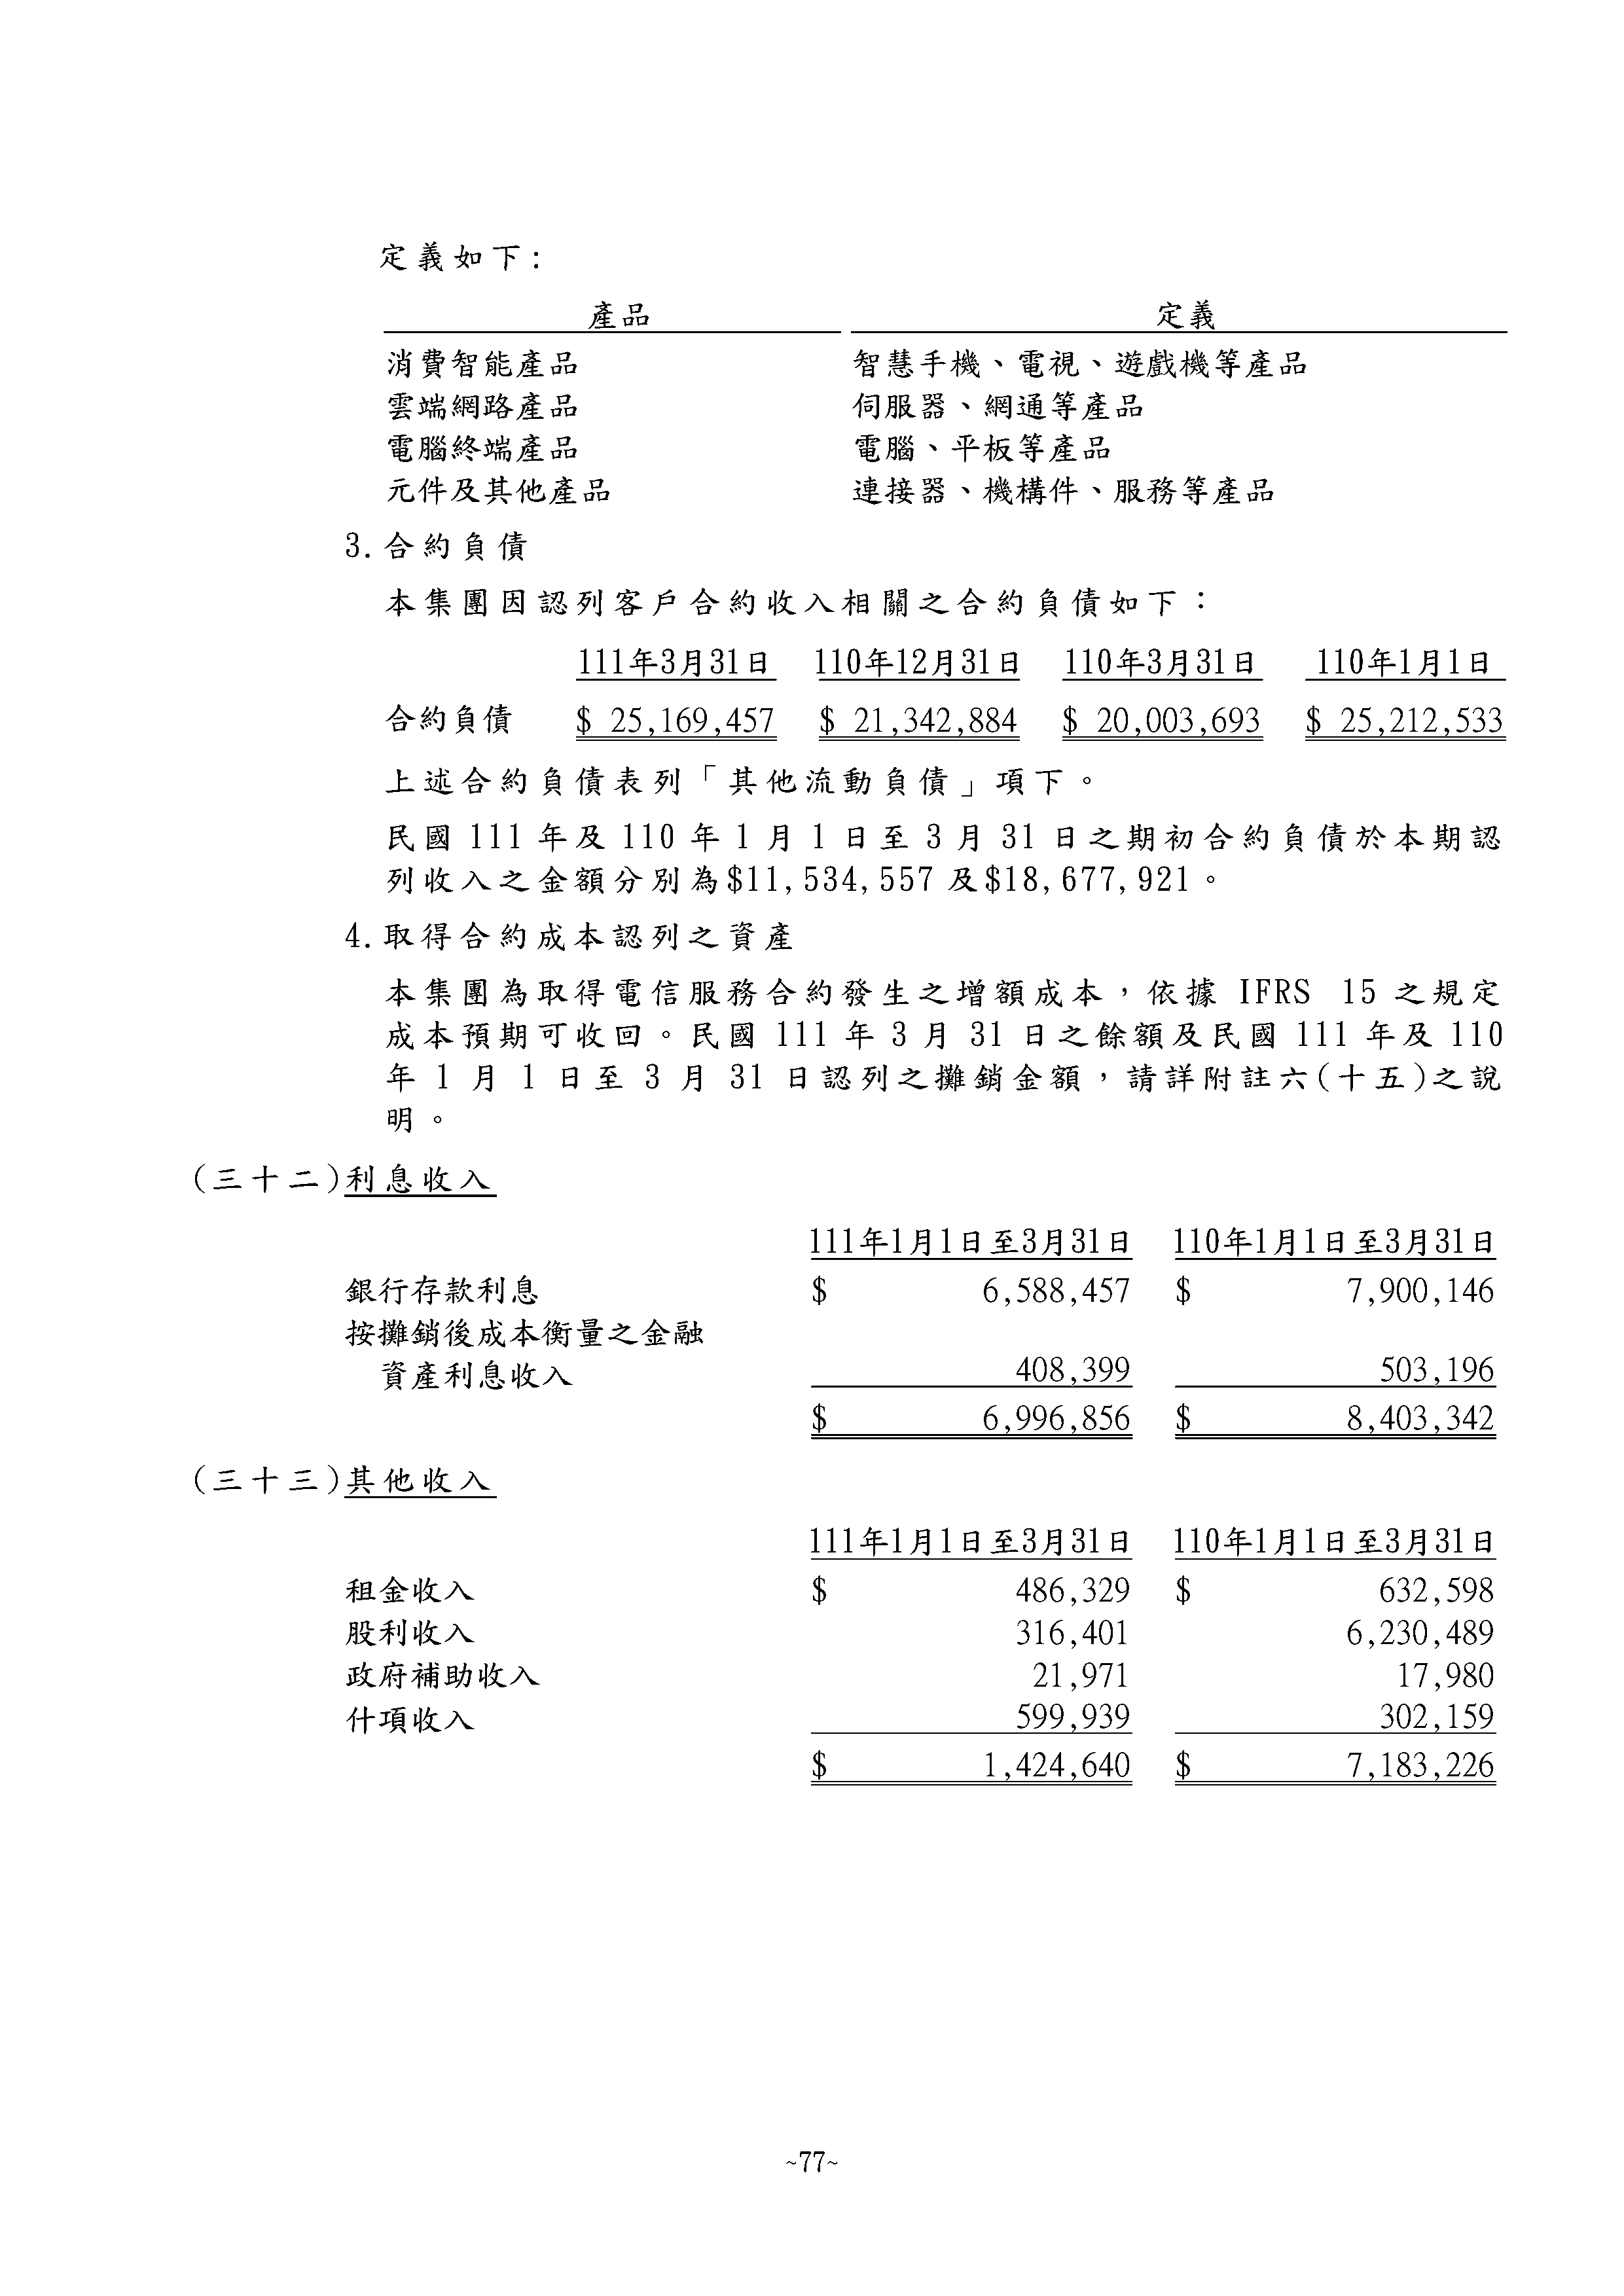 定義如下:
產品 定義
消費智能產品 智慧手機、電視、遊戲機等產品
雲端網路產品 伺服器、網通等產品
電腦終端產品 電腦、平板等產品
元件及其他產品 連接器、機構件、服務等產品
3.合約負債
本集團因認列客戶合約收入相關之合約負債如下：
111年3月31日 110年12月31日 110年3月31日 110年1月1日
合約負債 $ 25,169,457 $ 21,342,884 $ 20,003,693 $ 25,212,533
上述合約負債表列「其他流動負債」項下。
民國 111 年及 110 年 1 月 1 日至 3 月 31 日之期初合約負債於本期認
列收入之金額分別為$11,534,557 及$18,677,921。
4.取得合約成本認列之資產
本集團為取得電信服務合約發生之增額成本，依據 IFRS 15 之規定
成本預期可收回。民國 111 年 3 月 31 日之餘額及民國 111 年及 110
年 1 月 1 日至 3 月 31 日認列之攤銷金額，請詳附註六(十五)之說
明。
(三十二)利息收入
111年1月1日至3月31日 110年1月1日至3月31日
銀行存款利息 $ 6,588,457 $ 7,900,146
按攤銷後成本衡量之金融
資產利息收入 408,399 503,196
$ 6,996,856 $ 8,403,342
(三十三)其他收入
111年1月1日至3月31日 110年1月1日至3月31日
租金收入 $ 486,329 $ 632,598
股利收入 316,401 6,230,489
政府補助收入 21,971 17,980
什項收入 599,939 302,159
$ 1,424,640 $ 7,183,226
~77~